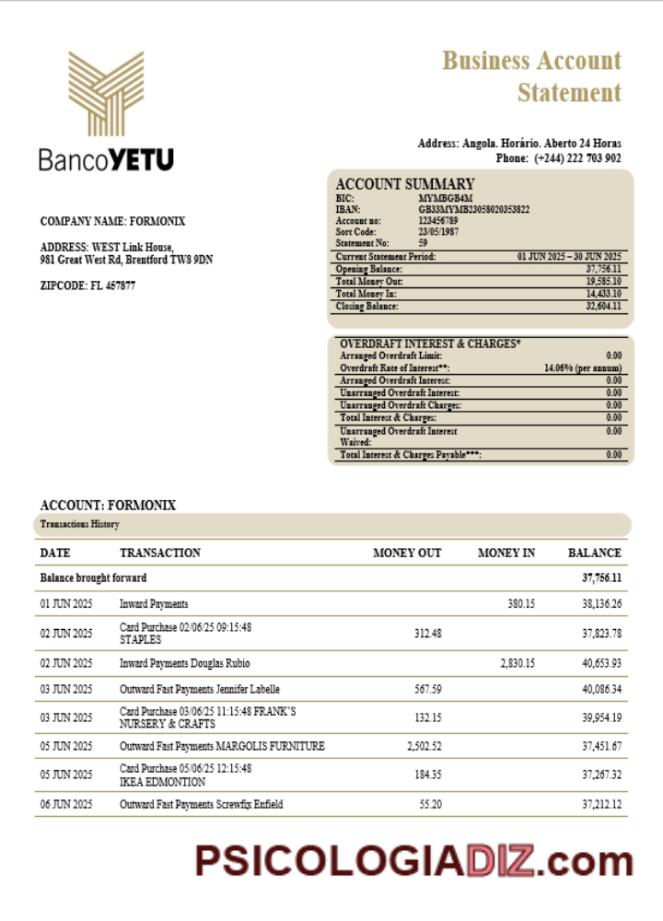 Business Account
Statement
BancoYETU
Address: Angola. Horário. Aberto 24 Horas
Phone: (+244) 222 703 902
COMPANY NAME: FORMONIX
ADDRESS: WEST Link House,
981 Great West Rd, Brentford TW8 9DN
ZIPCODE: FL 457877
ACCOUNT SUMMARY
BIC: MYMBGB4M
IBAN: GB33MYMB23058020353822
Account no: 123456789
Sort Code: 23/05/1987
Statement No: 59
Current Statement Period: 01 JUN 2025 – 30 JUN 2025
Opening Balance: 37,756.11
Total Money Out: 19,585.10
Total Money In: 14,433.10
Closing Balance: 32,604.11
OVERDRAFT INTEREST & CHARGES*
Arranged Overdraft Limit: 0.00
Overdraft Rate of Interest**: 14.06% (per annum)
Arranged Overdraft Interest: 0.00
Unarranged Overdraft Interest: 0.00
Unarranged Overdraft Charges: 0.00
Total Interest & Charges: 0.00
Unarranged Overdraft Interest 0.00
Waived:
Total Interest & Charges Payable***: 0.00
ACCOUNT: FORMONIX
Transactions History
DATE TRANSACTION MONEY OUT MONEY IN BALANCE
Balance brought forward 37,756.11
01 JUN 2025 Inward Payments 380.15 38,136.26
02 JUN 2025 Card Purchase 02/06/25 09:15:48 312.48 37,823.78
STAPLES
02 JUN 2025 Inward Payments Douglas Rubio 2,830.15 40,653.93
03 JUN 2025 Outward Fast Payments Jennifer Labelle 567.59 40,086.34
03 JUN 2025 Card Purchase 03/06/25 11:15:48 FRANK'S 132.15 39,954.19
NURSERY & CRAFTS
05 JUN 2025 Outward Fast Payments MARGOLIS FURNITURE 2,502.52 37,451.67
05 JUN 2025 Card Purchase 05/06/25 12:15:48 184.35 37,267.32
IKEA EDMONTION
06 JUN 2025 Outward Fast Payments Screwfix Enfield 55.20 37,212.12
PSICOLOGIADIZ.com